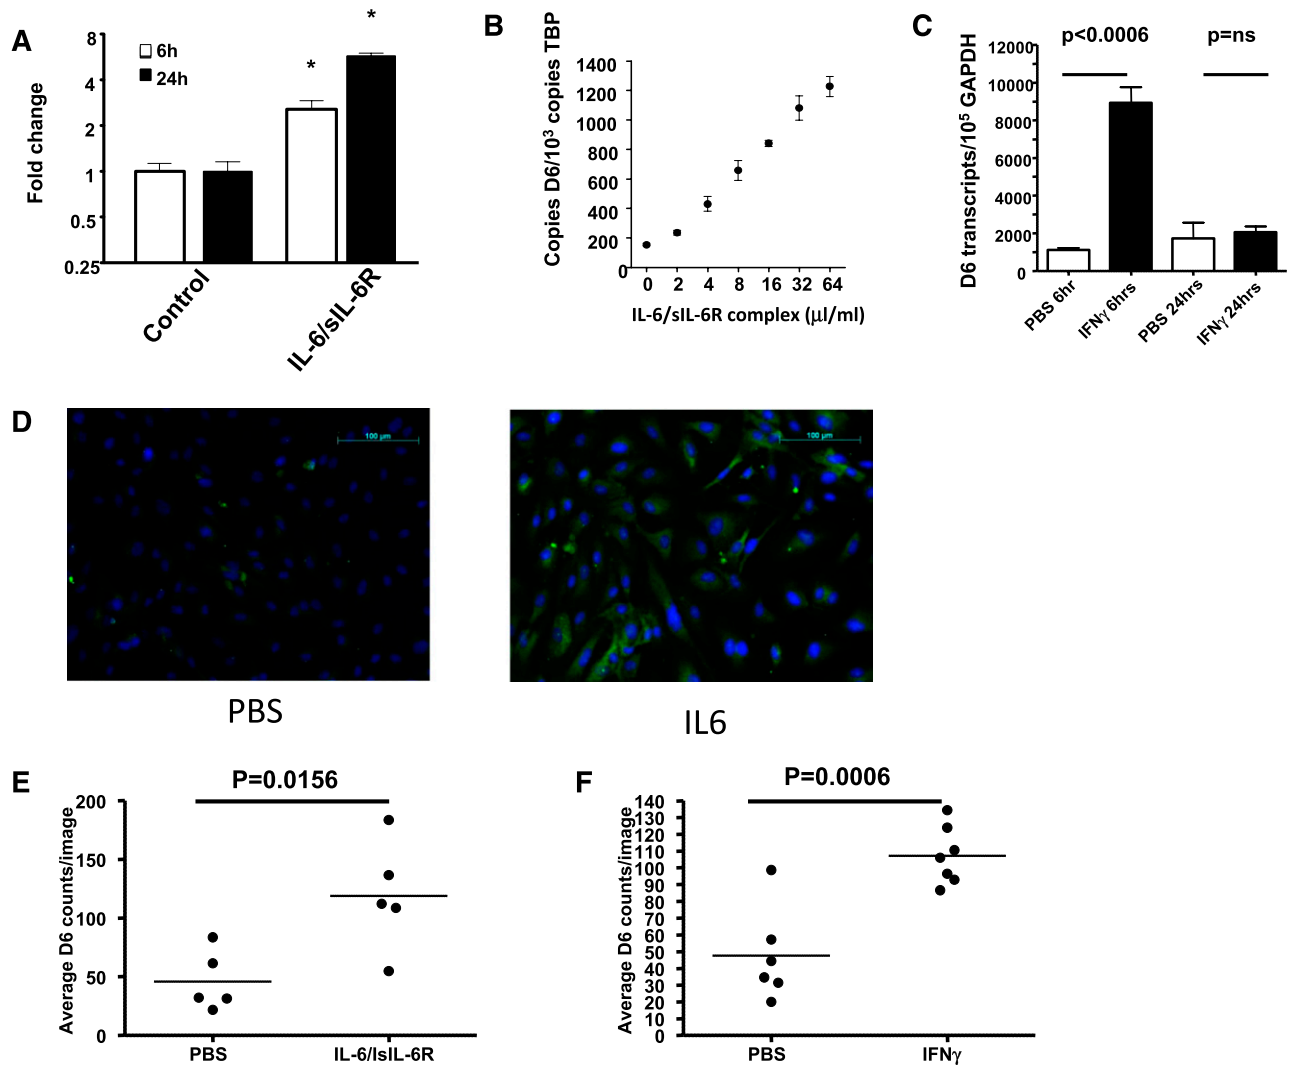 A
Fold change
8
4
2
1
0.5
0.25
6h
24h
*
*
Control
IL-6/sIL-6R
B
Copies D6/10³ copies TBP
1400
1200
1000
800
600
400
200
0
0 2 4 8 16 32 64
IL-6/sIL-6R complex (µl/ml)
C
D6 transcripts/10⁵ GAPDH
12000
10000
8000
6000
4000
2000
0
p<0.0006 p=ns
PBS 6hr
IFNγ 6hrs
PBS 24hrs
IFNγ 24hrs
D
100 µm
100 µm
PBS
IL6
E
P=0.0156
Average D6 counts/image
200
150
100
50
0
PBS IL-6/IsIL-6R
F
P=0.0006
Average D6 counts/image
140
130
120
110
100
90
80
70
60
50
40
30
20
10
0
PBS IFNγ